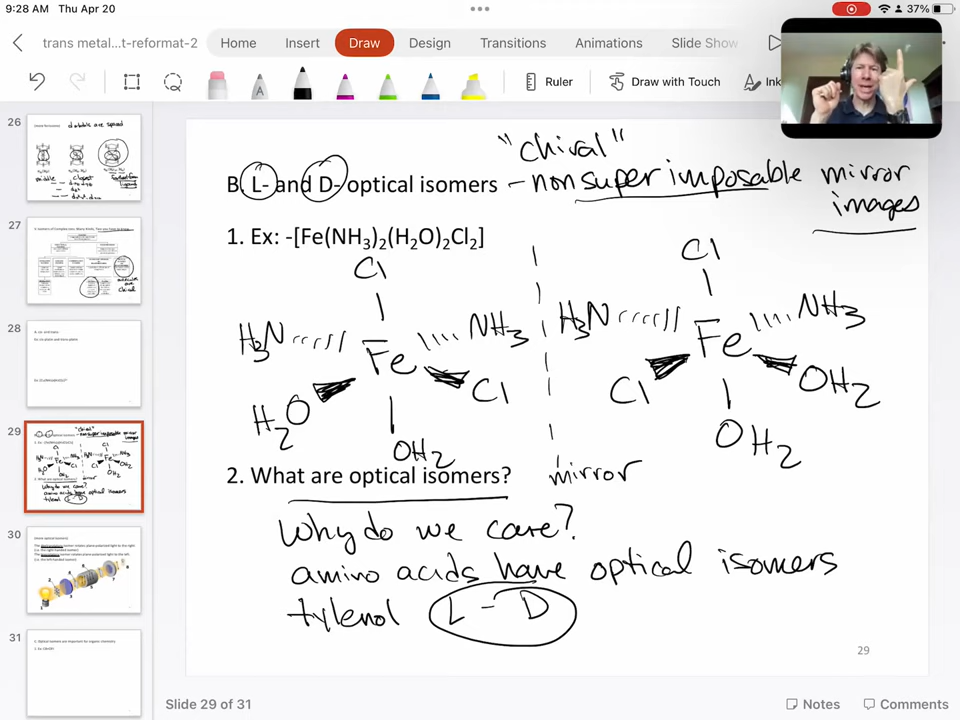 9:28 AM Thu Apr 20
37%
trans metal...t-reformat-2 Home Insert Draw Design Transitions Animations Slide Show
Ruler Draw with Touch Ink
26
doubletts are spread
27
28
29
30
31
"chiral"
B. L- and D- optical isomers – nonsuperimposable mirror
images
1. Ex: -[Fe(NH3)2(H2O)2Cl2]
Cl Cl
H3N NH3 H3N NH3
Fe Fe
H2O Cl Cl OH2
OH2 OH2
2. What are optical isomers? mirror
Why do we care?
amino acids have optical isomers
tylenol L - D
29
Slide 29 of 31 Notes Comments